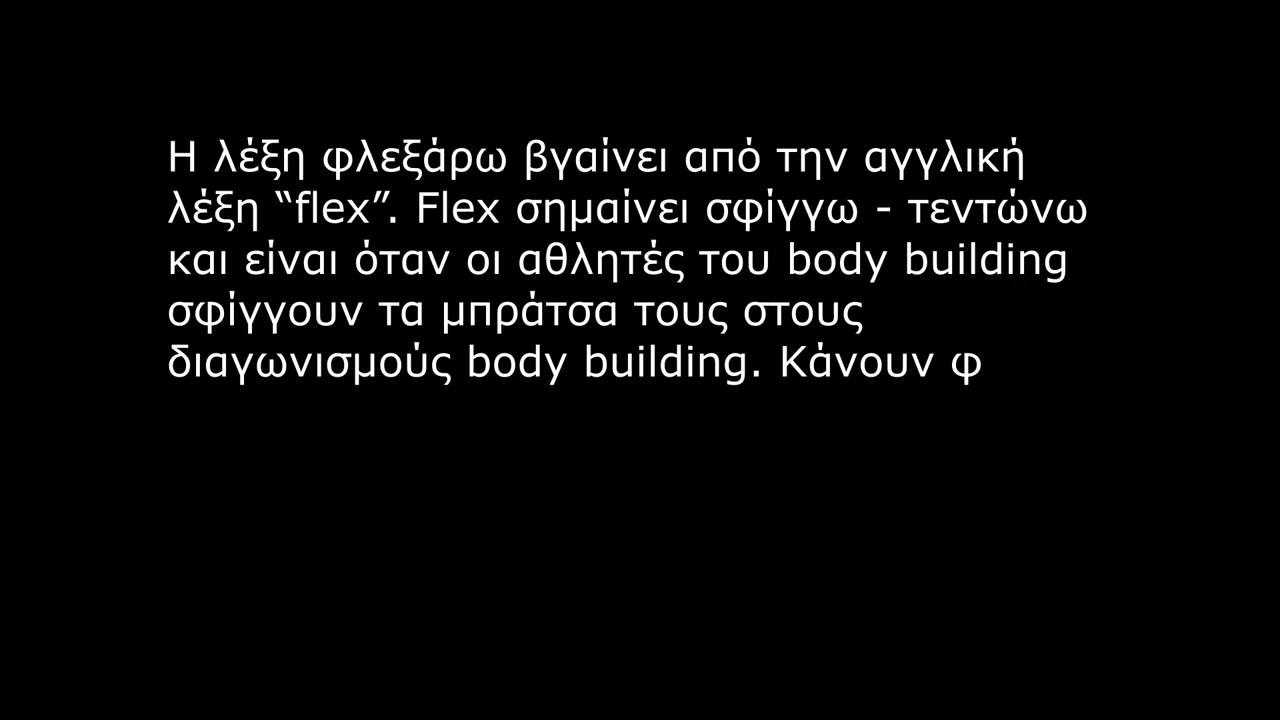 Η λέξη φλεξάρω βγαίνει από την αγγλική
λέξη “flex”. Flex σημαίνει σφίγγω - τεντώνω
και είναι όταν οι αθλητές του body building
σφίγγουν τα μπράτσα τους στους
διαγωνισμούς body building. Κάνουν φ